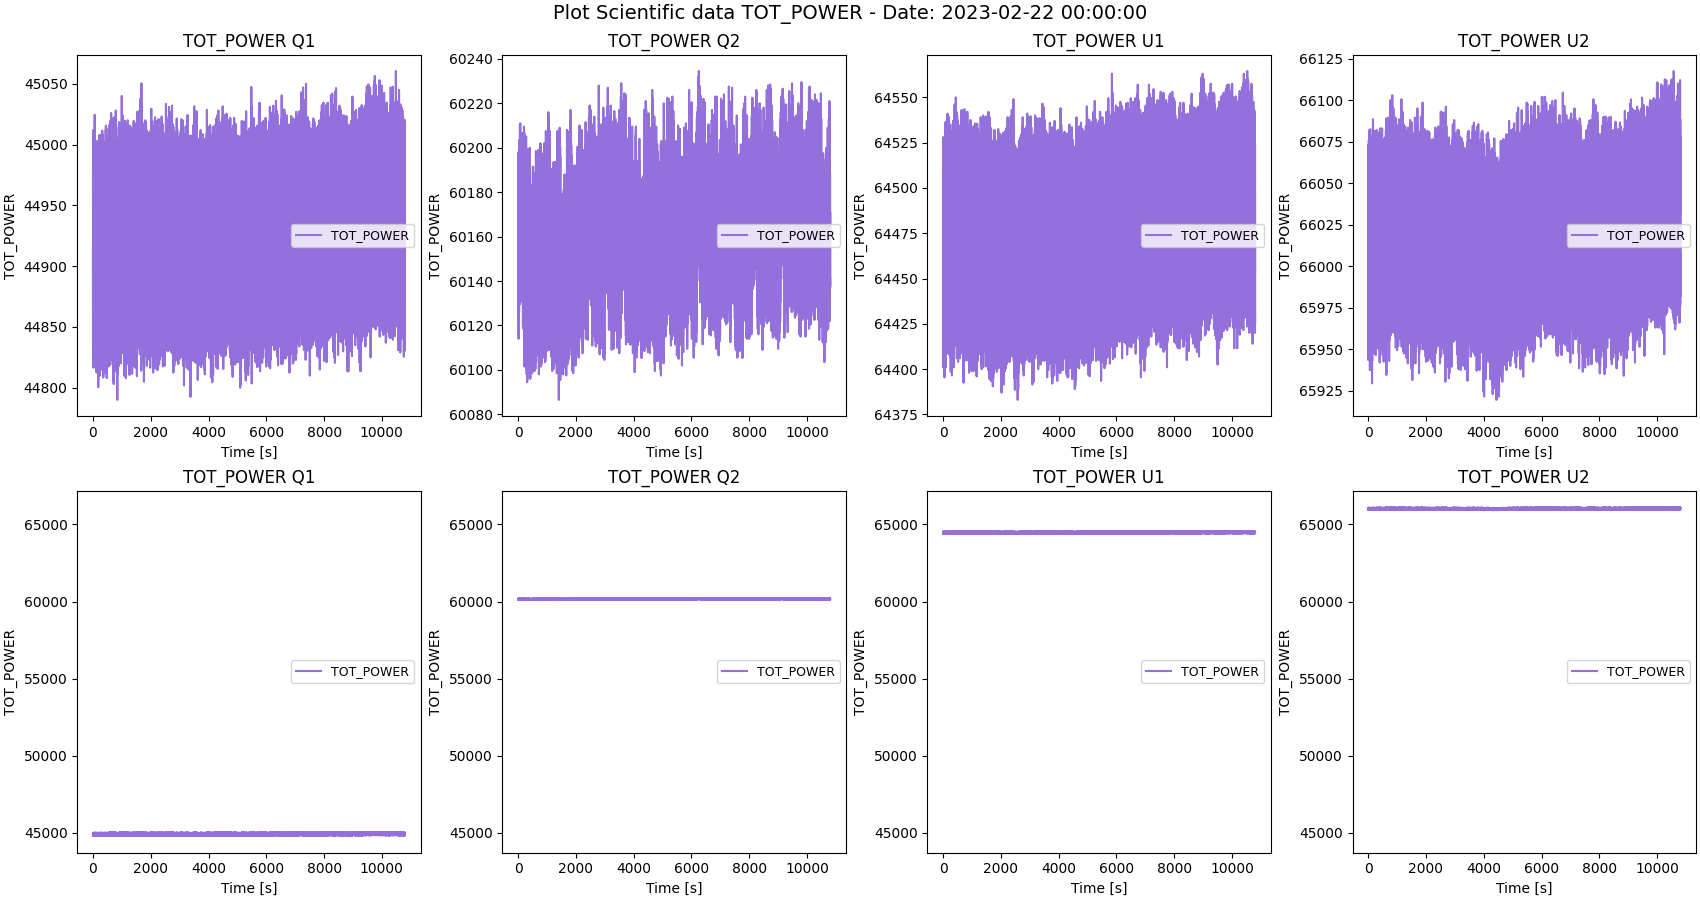 Plot Scientific data TOT_POWER - Date: 2023-02-22 00:00:00
TOT_POWER Q1
TOT_POWER
45050
45000
44950
44900
44850
44800
TOT_POWER
0 2000 4000 6000 8000 10000
Time [s]
TOT_POWER Q2
TOT_POWER
60240
60220
60200
60180
60160
60140
60120
60100
60080
TOT_POWER
0 2000 4000 6000 8000 10000
Time [s]
TOT_POWER U1
TOT_POWER
64550
64525
64500
64475
64450
64425
64400
64375
TOT_POWER
0 2000 4000 6000 8000 10000
Time [s]
TOT_POWER U2
TOT_POWER
66125
66100
66075
66050
66025
66000
65975
65950
65925
TOT_POWER
0 2000 4000 6000 8000 10000
Time [s]
TOT_POWER Q1
TOT_POWER
65000
60000
55000
50000
45000
TOT_POWER
0 2000 4000 6000 8000 10000
Time [s]
TOT_POWER Q2
TOT_POWER
65000
60000
55000
50000
45000
TOT_POWER
0 2000 4000 6000 8000 10000
Time [s]
TOT_POWER U1
TOT_POWER
65000
60000
55000
50000
45000
TOT_POWER
0 2000 4000 6000 8000 10000
Time [s]
TOT_POWER U2
TOT_POWER
65000
60000
55000
50000
45000
TOT_POWER
0 2000 4000 6000 8000 10000
Time [s]